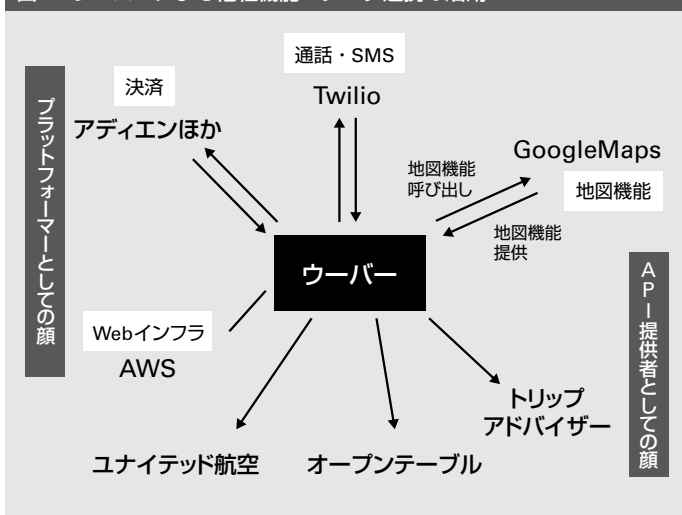 通話・SMS
Twilio
決済
アディエンほか
プラットフォーマーとしての顔
GoogleMaps
地図機能
地図機能
呼び出し
地図機能
提供
ウーバー
API提供者としての顔
Webインフラ
AWS
トリップ
アドバイザー
ユナイテッド航空
オープンテーブル